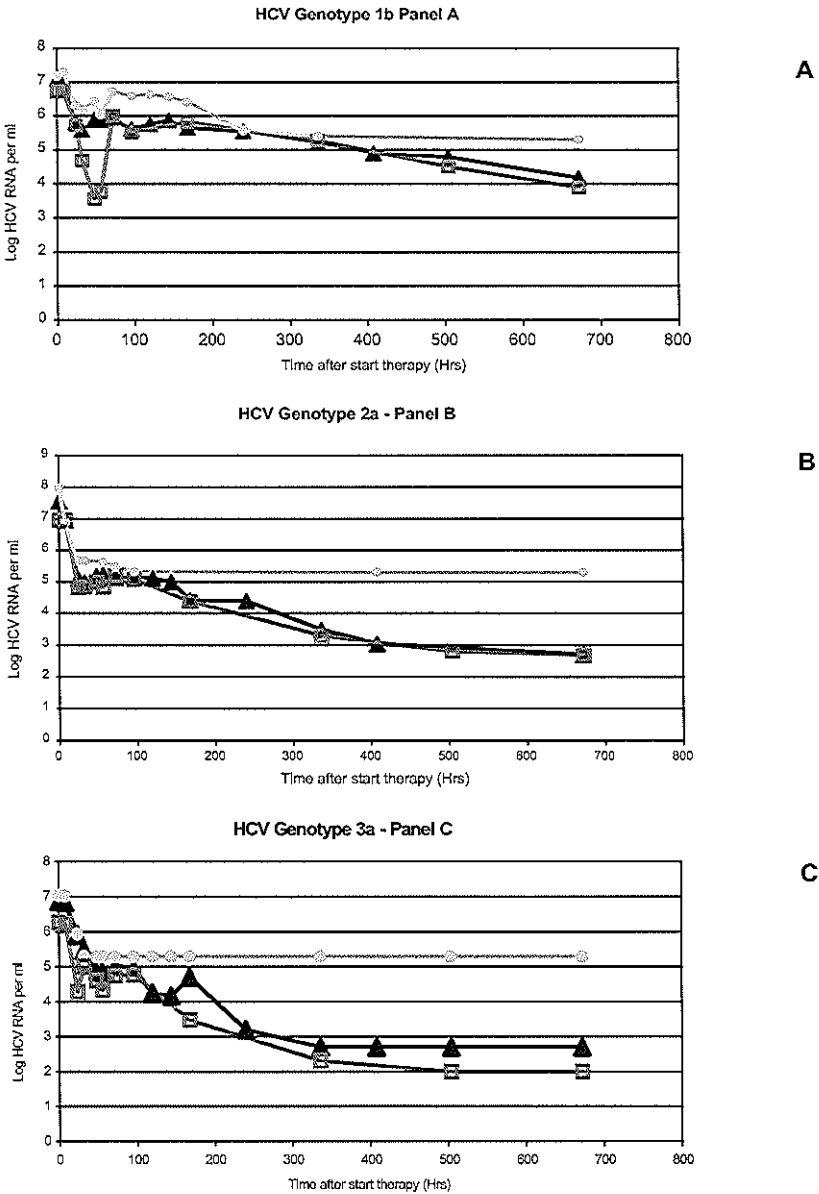 HCV Genotype 1b Panel A
A
8
7
6
5
4
3
2
1
0
Log HCV RNA per ml
0 100 200 300 400 500 600 700 800
Time after start therapy (Hrs)
HCV Genotype 2a - Panel B
B
9
8
7
6
5
4
3
2
1
0
Log HCV RNA per ml
0 100 200 300 400 500 600 700 800
Time after start therapy (Hrs)
HCV Genotype 3a - Panel C
C
8
7
6
5
4
3
2
1
0
Log HCV RNA per ml
0 100 200 300 400 500 600 700 800
Time after start therapy (Hrs)